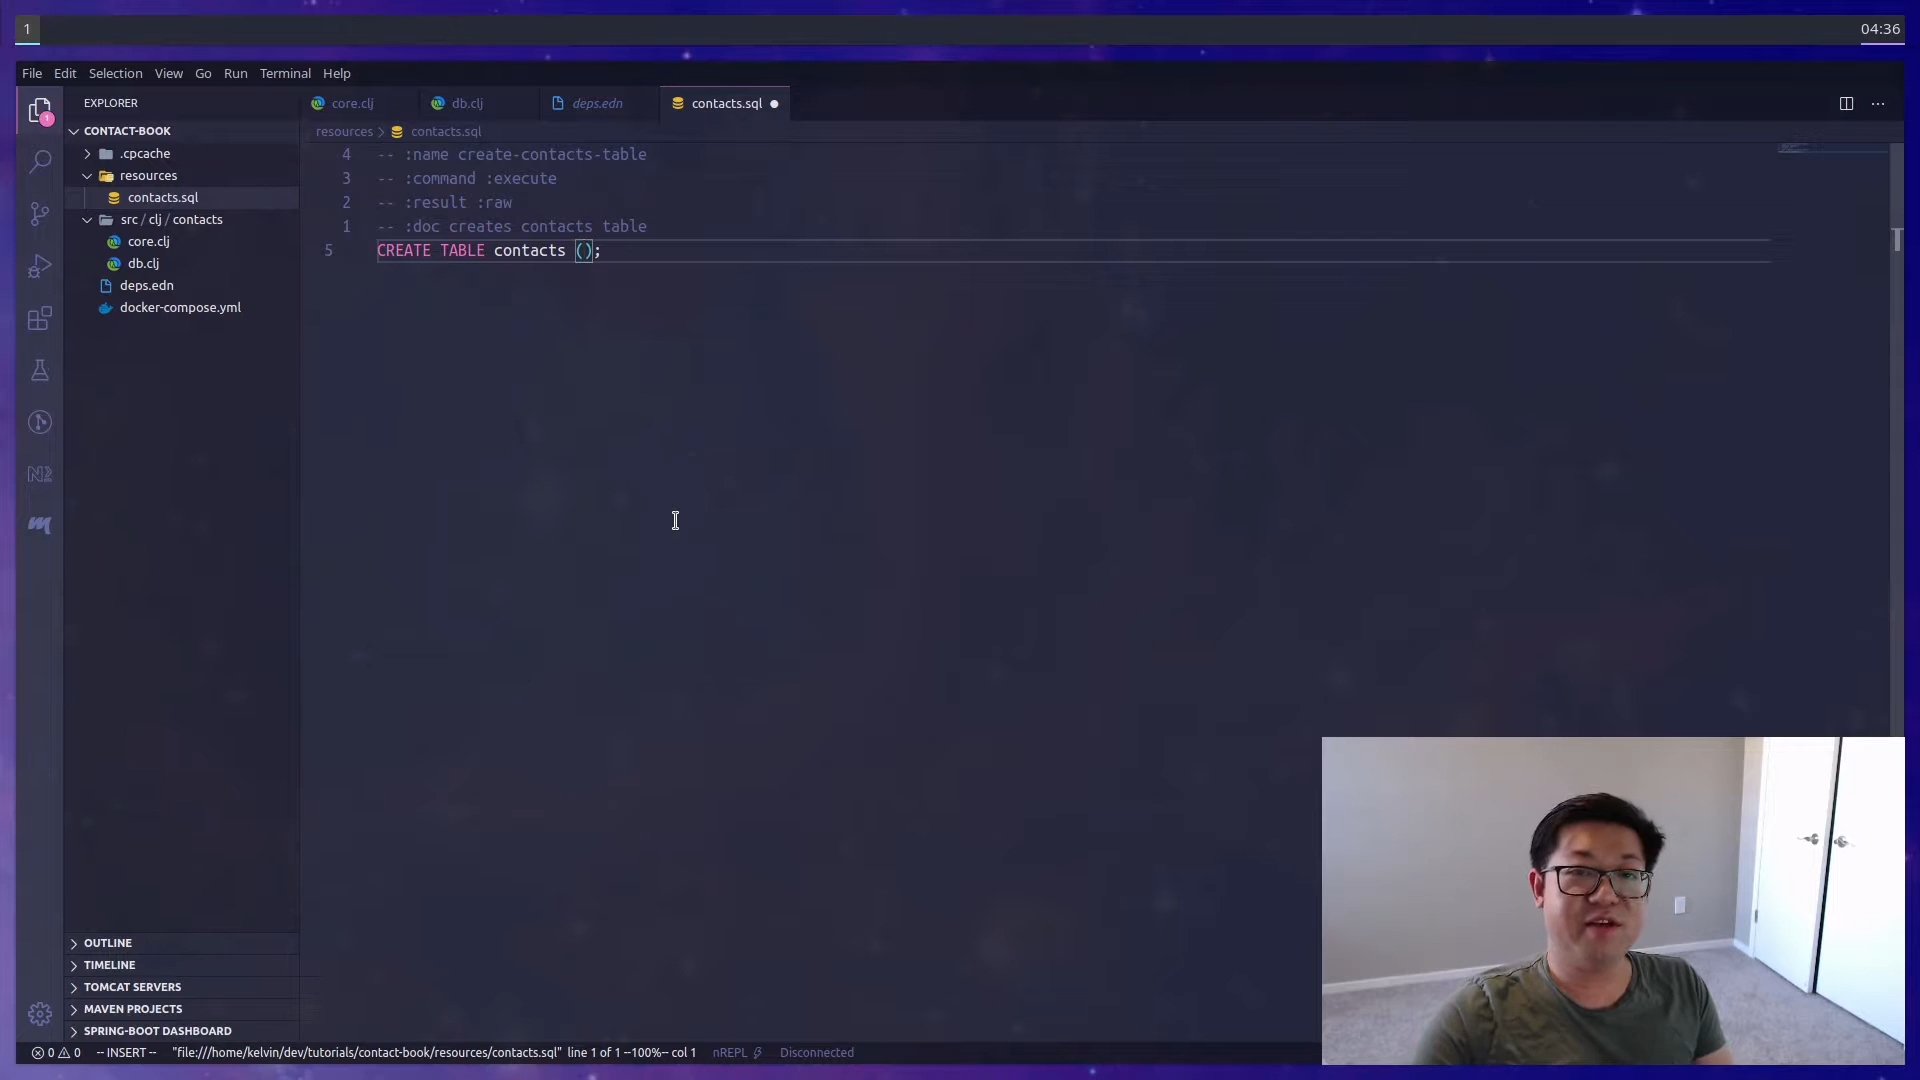 1
04:36
File Edit Selection View Go Run Terminal Help
EXPLORER
core.clj
db.clj
deps.edn
contacts.sql
CONTACT-BOOK
resources > contacts.sql
.cpcache
resources
contacts.sql
src / clj / contacts
core.clj
db.clj
deps.edn
docker-compose.yml
4 -- :name create-contacts-table
3 -- :command :execute
2 -- :result :raw
1 -- :doc creates contacts table
5 CREATE TABLE contacts ();
1
OUTLINE
TIMELINE
TOMCAT SERVERS
MAVEN PROJECTS
SPRING-BOOT DASHBOARD
0 0 -- INSERT -- "file:///home/kelvin/dev/tutorials/contact-book/resources/contacts.sql" line 1 of 1 --100%-- col 1 nREPL Disconnected